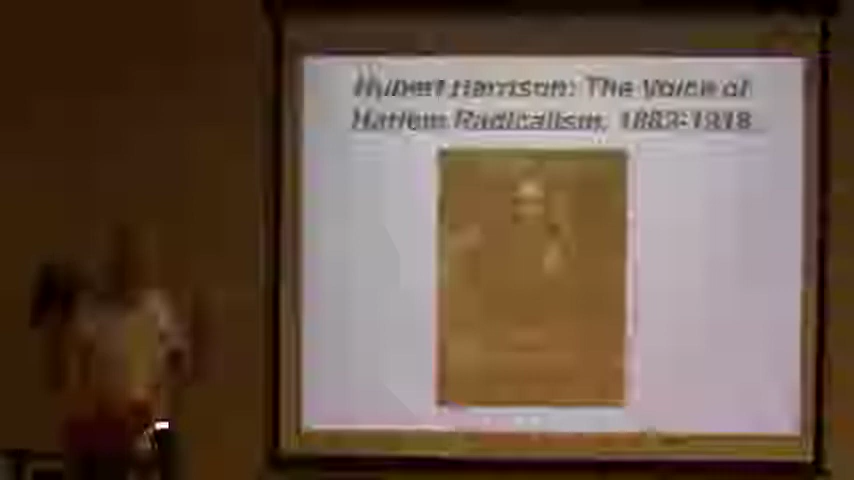 Hubert Harrison: The Voice of
Harlem Radicalism, 1883-1918